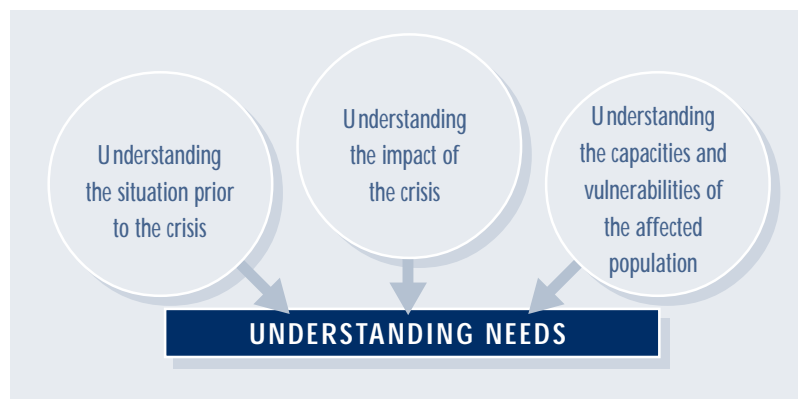 Understanding
the situation prior
to the crisis
Understanding
the impact of
the crisis
Understanding
the capacities and
vulnerabilities of
the affected
population
UNDERSTANDING NEEDS